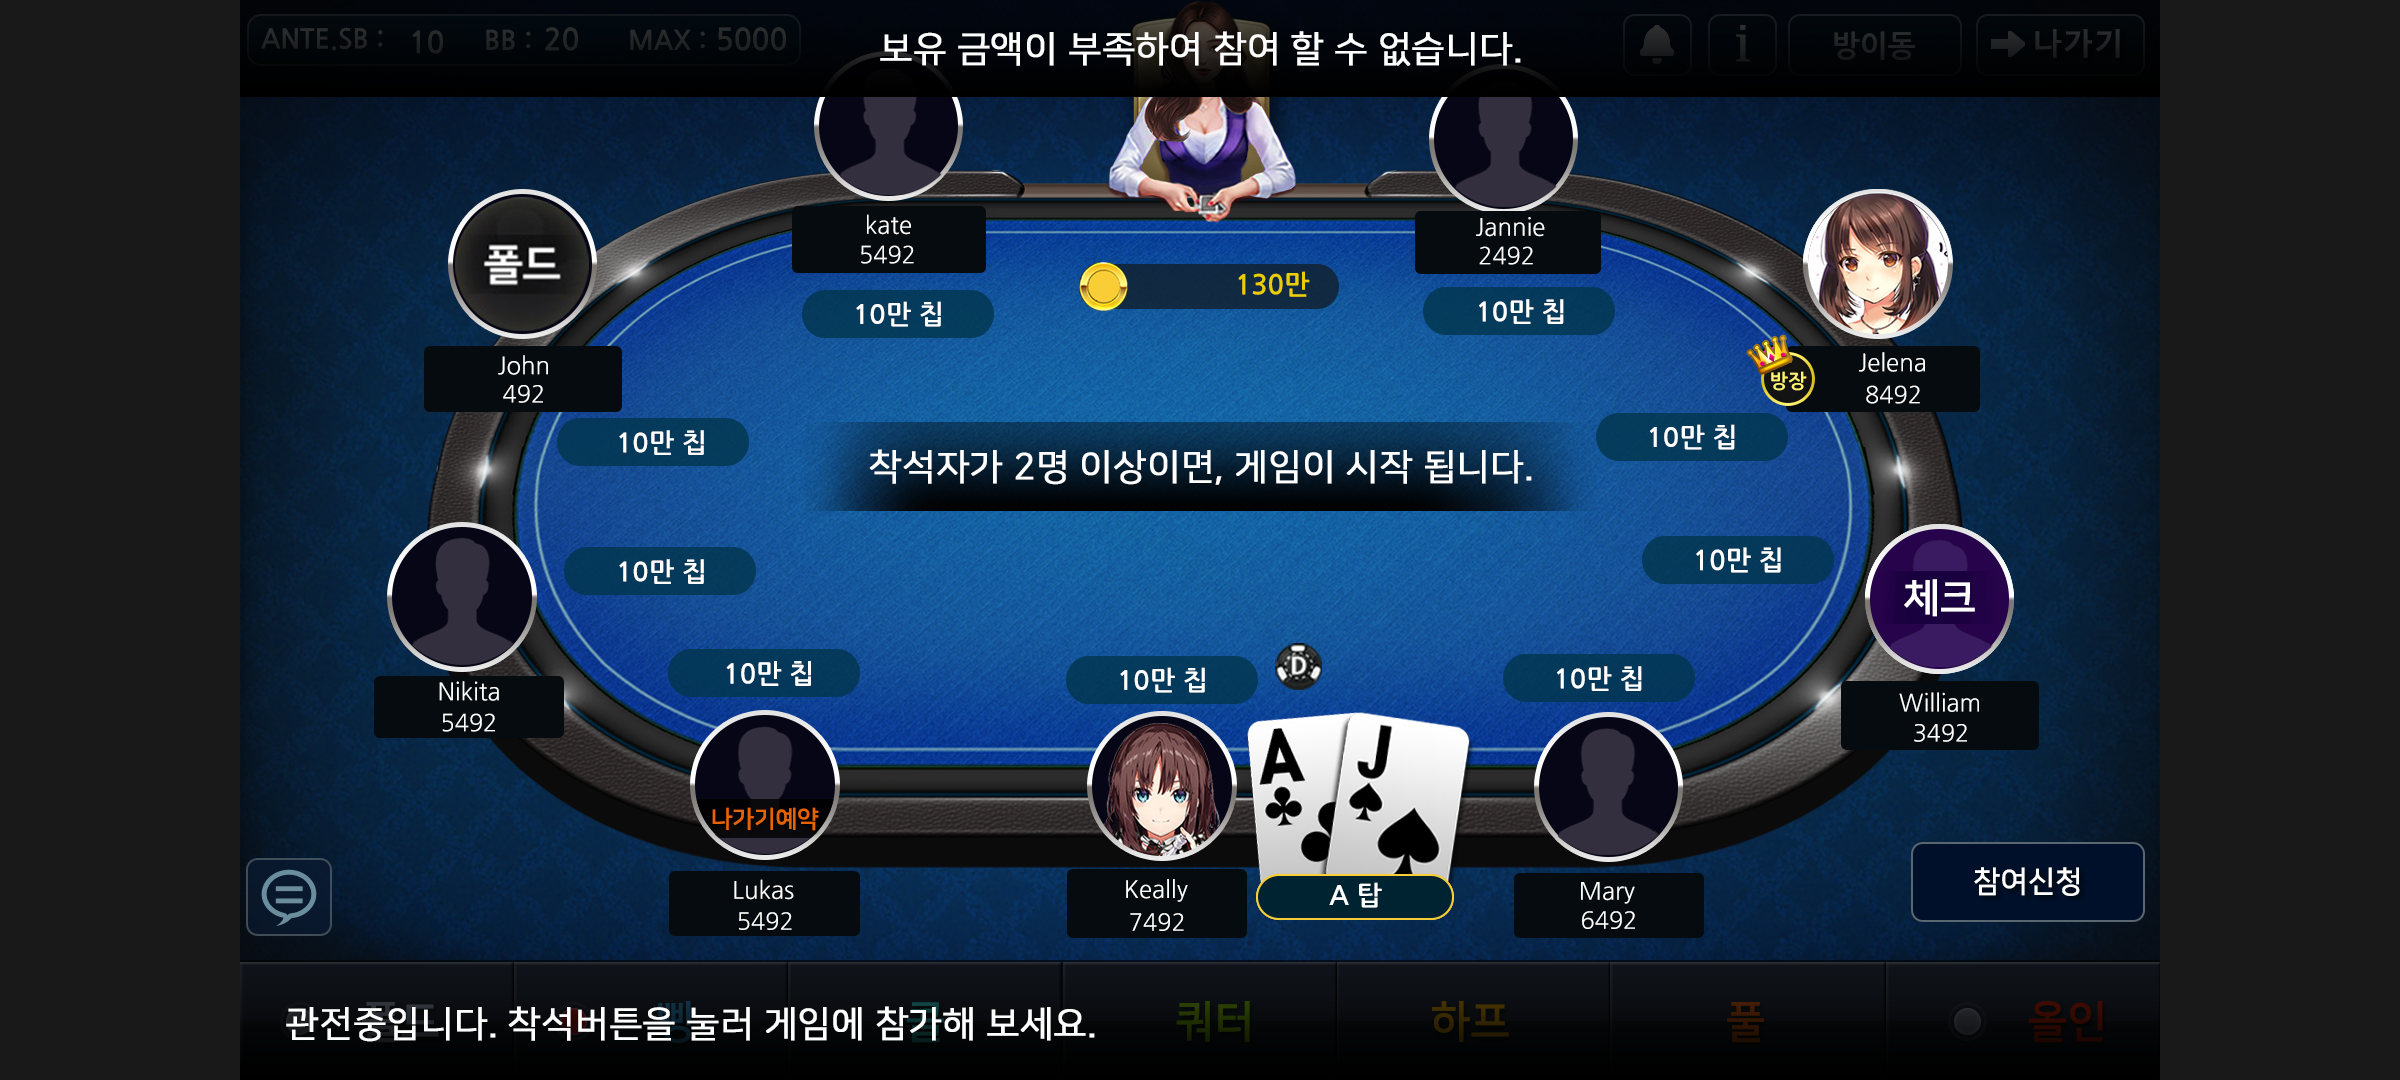 ANTE.SB : 10 BB : 20 MAX : 5000
보유 금액이 부족하여 참여 할 수 없습니다.
i
방이동
나가기
kate
5492
10만 칩
130만
Jannie
2492
10만 칩
폴드
John
492
10만 칩
방장
Jelena
8492
10만 칩
착석자가 2명 이상이면, 게임이 시작 됩니다.
Nikita
5492
10만 칩
체크
William
3492
10만 칩
나가기예약
Lukas
5492
10만 칩
Keally
7492
10만 칩
D
A
J
A 탑
Mary
6492
10만 칩
참여신청
관전중입니다. 착석버튼을 눌러 게임에 참가해 보세요.
폴드
삥
콜
쿼터
하프
풀
올인